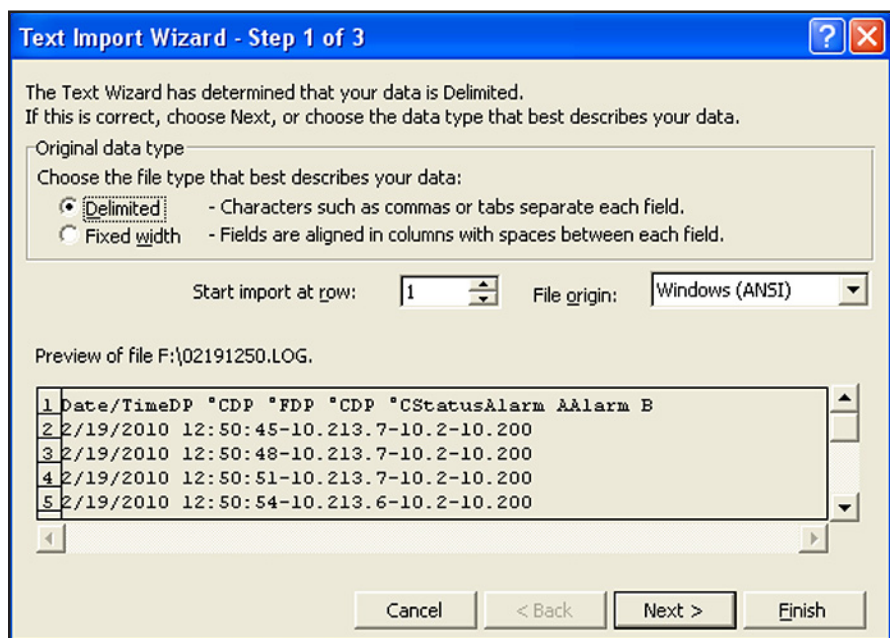 Text Import Wizard - Step 1 of 3
The Text Wizard has determined that your data is Delimited.
If this is correct, choose Next, or choose the data type that best describes your data.
Original data type
Choose the file type that best describes your data:
Delimited - Characters such as commas or tabs separate each field.
Fixed width - Fields are aligned in columns with spaces between each field.
Start import at row: 1 File origin: Windows (ANSI)
Preview of file F:\02191250.LOG.
1 Date/TimeDP °CDP °FDP °CDP °CStatusAlarm AAlarm B
2 2/19/2010 12:50:45-10.213.7-10.2-10.200
3 2/19/2010 12:50:48-10.213.7-10.2-10.200
4 2/19/2010 12:50:51-10.213.7-10.2-10.200
5 2/19/2010 12:50:54-10.213.6-10.2-10.200
Cancel < Back Next > Finish